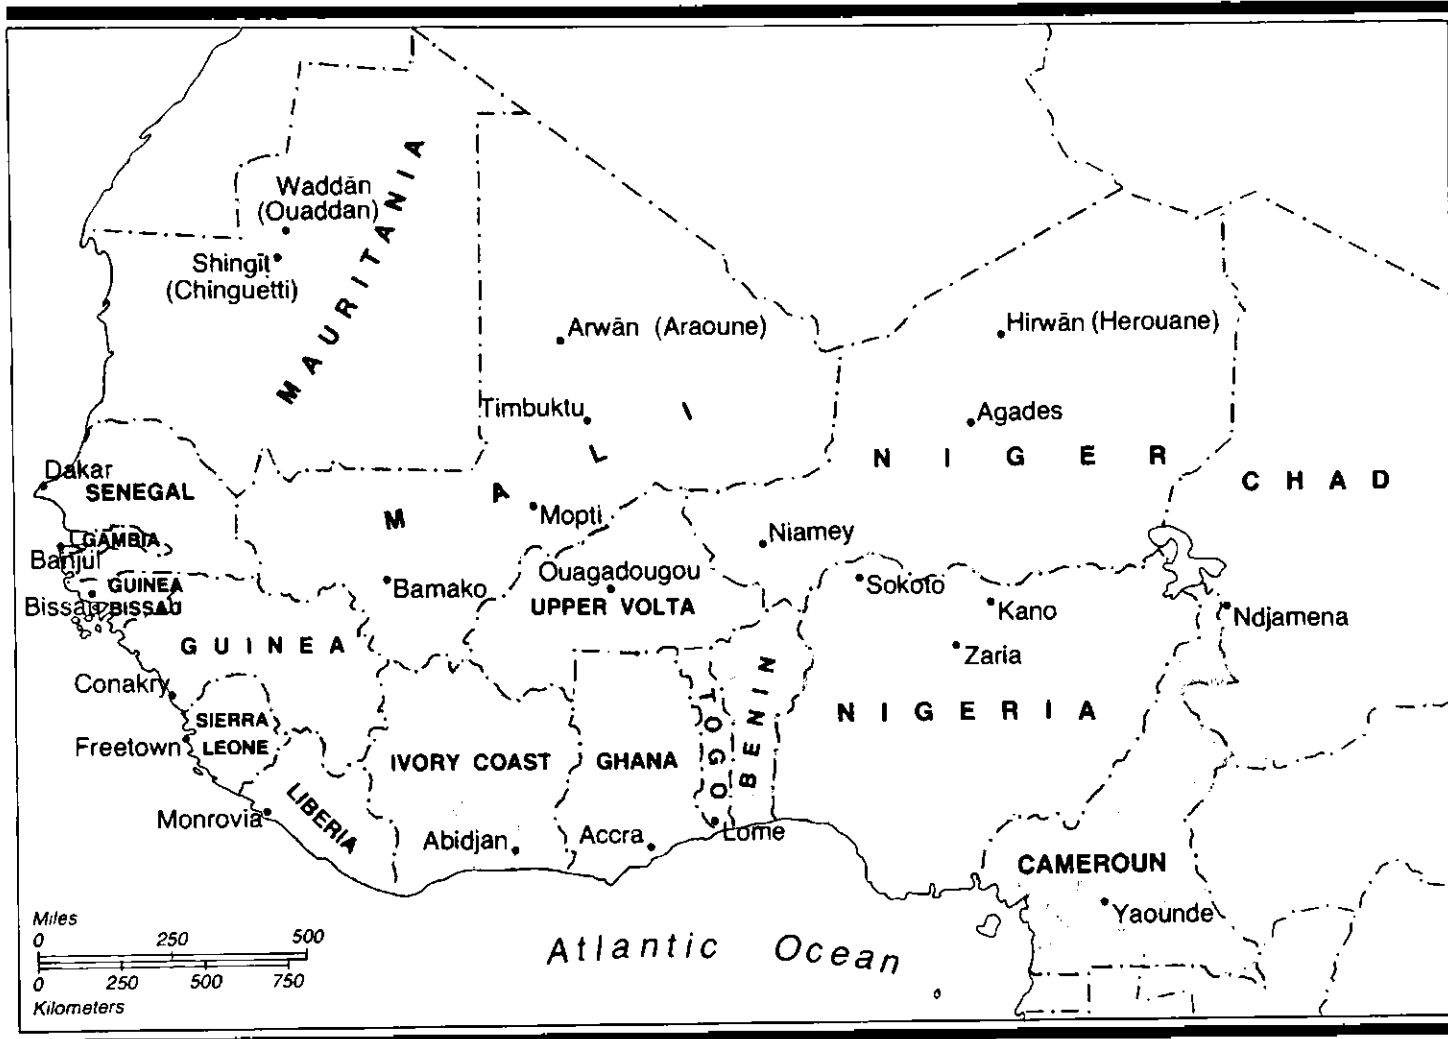 Waddān
(Ouaddan)
Shingīṭ
(Chinguetti)
MAURITANIA
Arwān (Araoune)
Hirwān (Herouane)
Timbuktu
Agades
MALI
NIGER
CHAD
Dakar
SENEGAL
Mopti
Niamey
GAMBIA
Banjul
Ouagadougou
Sokoto
GUINEA
BISSAU
Bissau
Bamako
UPPER VOLTA
Kano
Ndjamena
GUINEA
Zaria
Conakry
TOGO
BENIN
NIGERIA
SIERRA
LEONE
Freetown
IVORY COAST
GHANA
LIBERIA
Monrovia
Abidjan
Accra
Lome
CAMEROUN
Yaounde
Miles
0 250 500
0 250 500 750
Kilometers
Atlantic Ocean